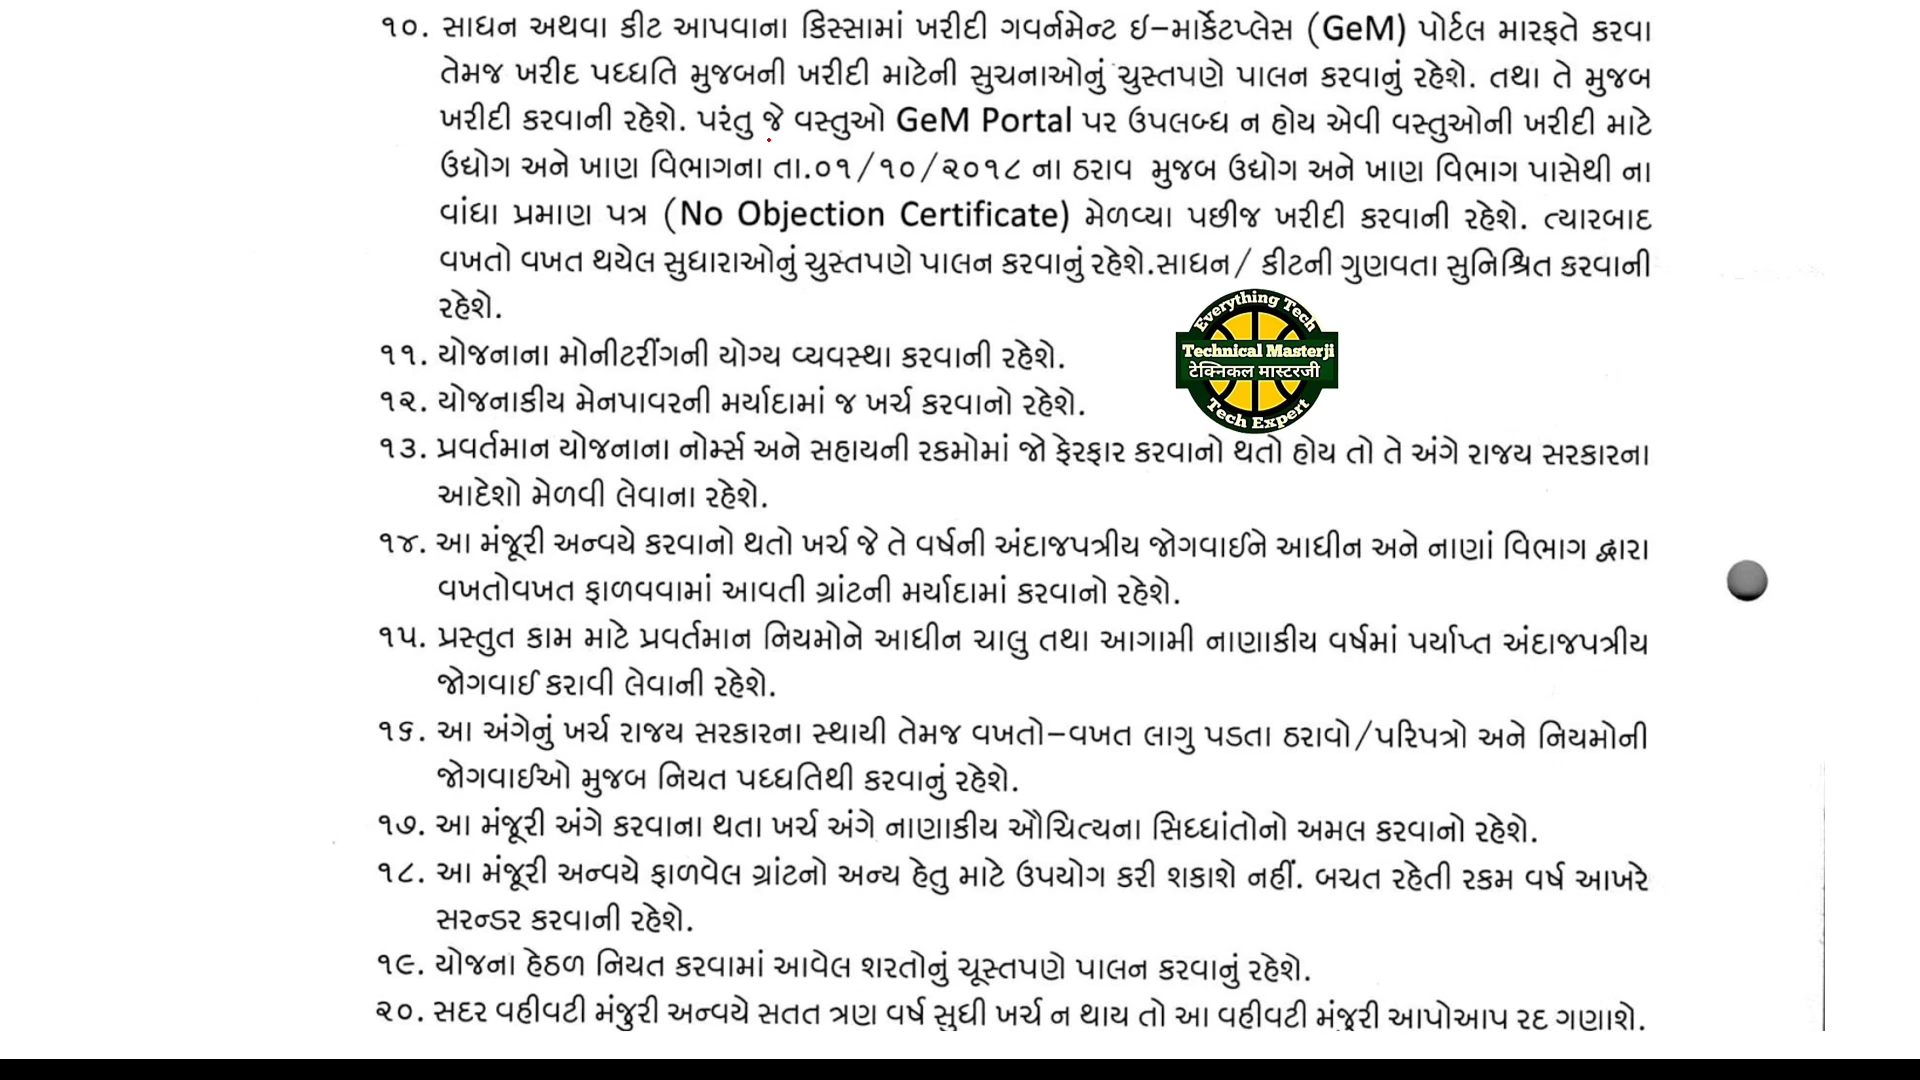 ૧૦. સાધન અથવા કીટ આપવાના કિસ્સામાં ખરીદી ગવર્નમેન્ટ ઇ-માર્કેટપ્લેસ (GeM) પોર્ટલ મારફતે કરવા
તેમજ ખરીદ પધ્ધતિ મુજબની ખરીદી માટેની સુચનાઓનું ચુસ્તપણે પાલન કરવાનું રહેશે. તથા તે મુજબ
ખરીદી કરવાની રહેશે. પરંતુ જે વસ્તુઓ GeM Portal પર ઉપલબ્ધ ન હોય એવી વસ્તુઓની ખરીદી માટે
ઉદ્યોગ અને ખાણ વિભાગના તા.૦૧/૧૦/૨૦૧૮ ના ઠરાવ મુજબ ઉદ્યોગ અને ખાણ વિભાગ પાસેથી ના
વાંધા પ્રમાણ પત્ર (No Objection Certificate) મેળવ્યા પછીજ ખરીદી કરવાની રહેશે. ત્યારબાદ
વખતો વખત થયેલ સુધારાઓનું ચુસ્તપણે પાલન કરવાનું રહેશે.સાધન/ કીટની ગુણવતા સુનિશ્રિત કરવાની
રહેશે.
Everything Tech
Technical Masterji
टेक्निकल मास्टरजी
Tech Expert
૧૧. યોજનાના મોનીટરીંગની યોગ્ય વ્યવસ્થા કરવાની રહેશે.
૧૨. યોજનાકીય મેનપાવરની મર્યાદામાં જ ખર્ચ કરવાનો રહેશે.
૧૩. પ્રવર્તમાન યોજનાના નોર્મ્સ અને સહાયની રકમોમાં જો ફેરફાર કરવાનો થતો હોય તો તે અંગે રાજય સરકારના
આદેશો મેળવી લેવાના રહેશે.
૧૪. આ મંજૂરી અન્વયે કરવાનો થતો ખર્ચ જે તે વર્ષની અંદાજપત્રીય જોગવાઈને આધીન અને નાણાં વિભાગ દ્વારા
વખતોવખત ફાળવવામાં આવતી ગ્રાંટની મર્યાદામાં કરવાનો રહેશે.
૧૫. પ્રસ્તુત કામ માટે પ્રવર્તમાન નિયમોને આધીન ચાલુ તથા આગામી નાણાકીય વર્ષમાં પર્યાપ્ત અંદાજપત્રીય
જોગવાઈ કરાવી લેવાની રહેશે.
૧૬. આ અંગેનું ખર્ચ રાજય સરકારના સ્થાયી તેમજ વખતો-વખત લાગુ પડતા ઠરાવો/પરિપત્રો અને નિયમોની
જોગવાઈઓ મુજબ નિયત પધ્ધતિથી કરવાનું રહેશે.
૧૭. આ મંજૂરી અંગે કરવાના થતા ખર્ચ અંગે નાણાકીય ઔચિત્યના સિધ્ધાંતોનો અમલ કરવાનો રહેશે.
૧૮. આ મંજૂરી અન્વયે ફાળવેલ ગ્રાંટનો અન્ય હેતુ માટે ઉપયોગ કરી શકાશે નહીં. બચત રહેતી રકમ વર્ષ આખરે
સરન્ડર કરવાની રહેશે.
૧૯. યોજના હેઠળ નિયત કરવામાં આવેલ શરતોનું ચૂસ્તપણે પાલન કરવાનું રહેશે.
૨૦. સદર વહીવટી મંજુરી અન્વયે સતત ત્રણ વર્ષ સુધી ખર્ચ ન થાય તો આ વહીવટી મંજૂરી આપોઆપ રદ ગણાશે.